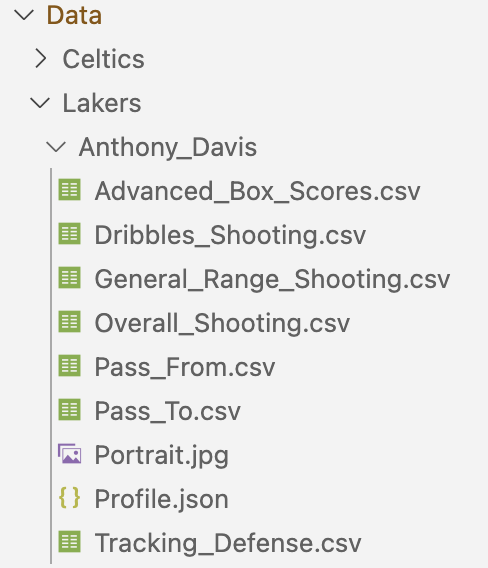 Data
Celtics
Lakers
Anthony_Davis
Advanced_Box_Scores.csv
Dribbles_Shooting.csv
General_Range_Shooting.csv
Overall_Shooting.csv
Pass_From.csv
Pass_To.csv
Portrait.jpg
Profile.json
Tracking_Defense.csv